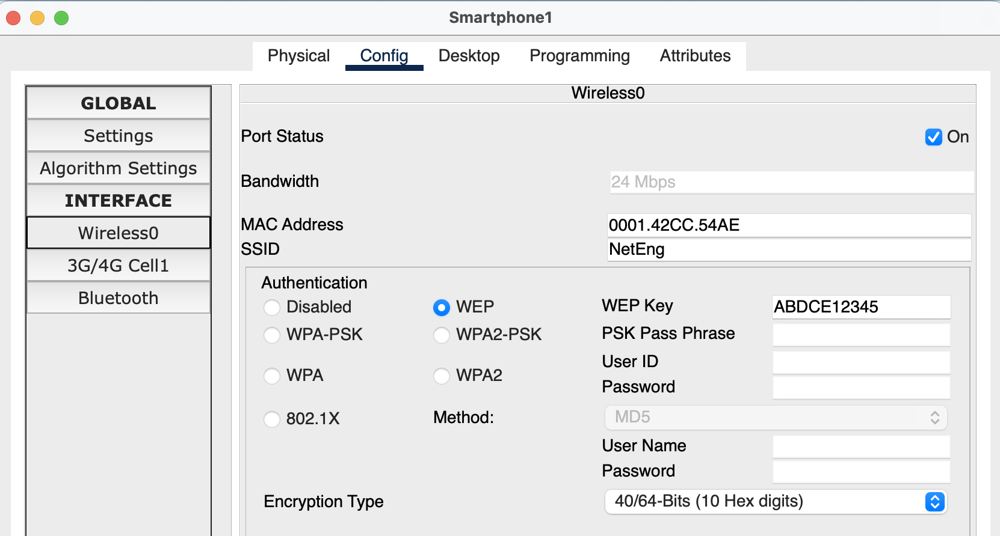 Smartphone1
Physical Config Desktop Programming Attributes
GLOBAL
Settings
Algorithm Settings
INTERFACE
Wireless0
3G/4G Cell1
Bluetooth
Wireless0
Port Status On
Bandwidth 24 Mbps
MAC Address 0001.42CC.54AE
SSID NetEng
Authentication
Disabled WEP WEP Key ABDCE12345
WPA-PSK WPA2-PSK PSK Pass Phrase
User ID
WPA WPA2
Password
802.1X Method: MD5
User Name
Password
Encryption Type 40/64-Bits (10 Hex digits)